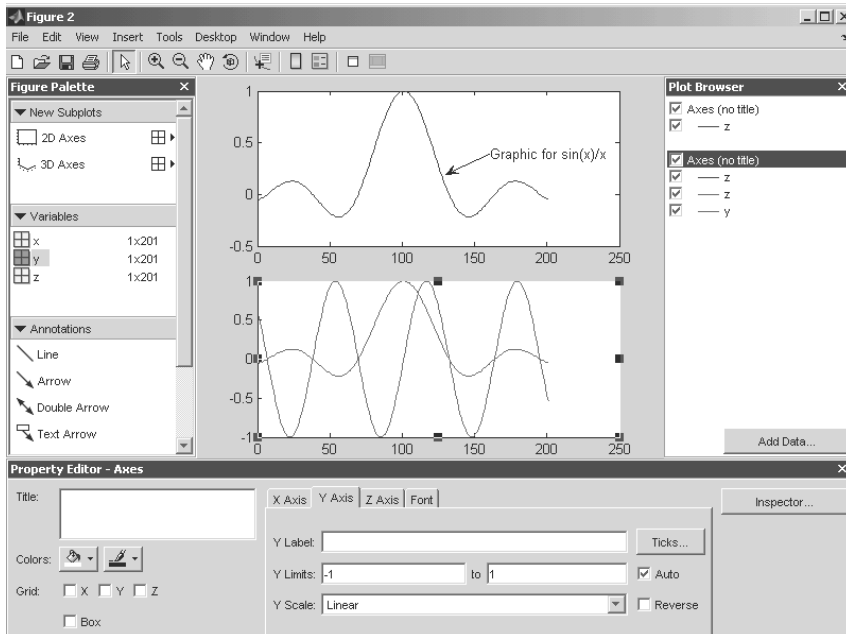 Figure 2
File Edit View Insert Tools Desktop Window Help
Figure Palette
New Subplots
2D Axes
3D Axes
Variables
x 1x201
y 1x201
z 1x201
Annotations
Line
Arrow
Double Arrow
Text Arrow
1
0.5
0
-0.5
0 50 100 150 200 250
Graphic for sin(x)/x
1
0.5
0
-0.5
-1
0 50 100 150 200 250
Plot Browser
Axes (no title)
z
Axes (no title)
z
z
y
Add Data...
Property Editor - Axes
Title:
Colors:
Grid: X Y Z
Box
X Axis Y Axis Z Axis Font
Y Label:
Ticks...
Y Limits: -1 to 1
Auto
Y Scale: Linear
Reverse
Inspector...